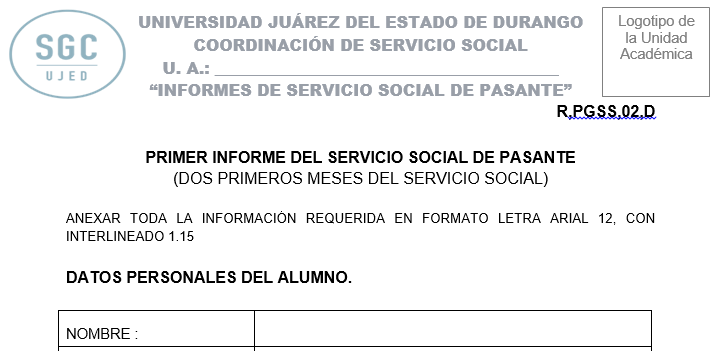 SGC
UJED
UNIVERSIDAD JUÁREZ DEL ESTADO DE DURANGO
COORDINACIÓN DE SERVICIO SOCIAL
U. A.: ___________________________________
“INFORMES DE SERVICIO SOCIAL DE PASANTE”
Logotipo de
la Unidad
Académica
R,PGSS,02,D
PRIMER INFORME DEL SERVICIO SOCIAL DE PASANTE
(DOS PRIMEROS MESES DEL SERVICIO SOCIAL)
ANEXAR TODA LA INFORMACIÓN REQUERIDA EN FORMATO LETRA ARIAL 12, CON
INTERLINEADO 1.15
DATOS PERSONALES DEL ALUMNO.
NOMBRE :